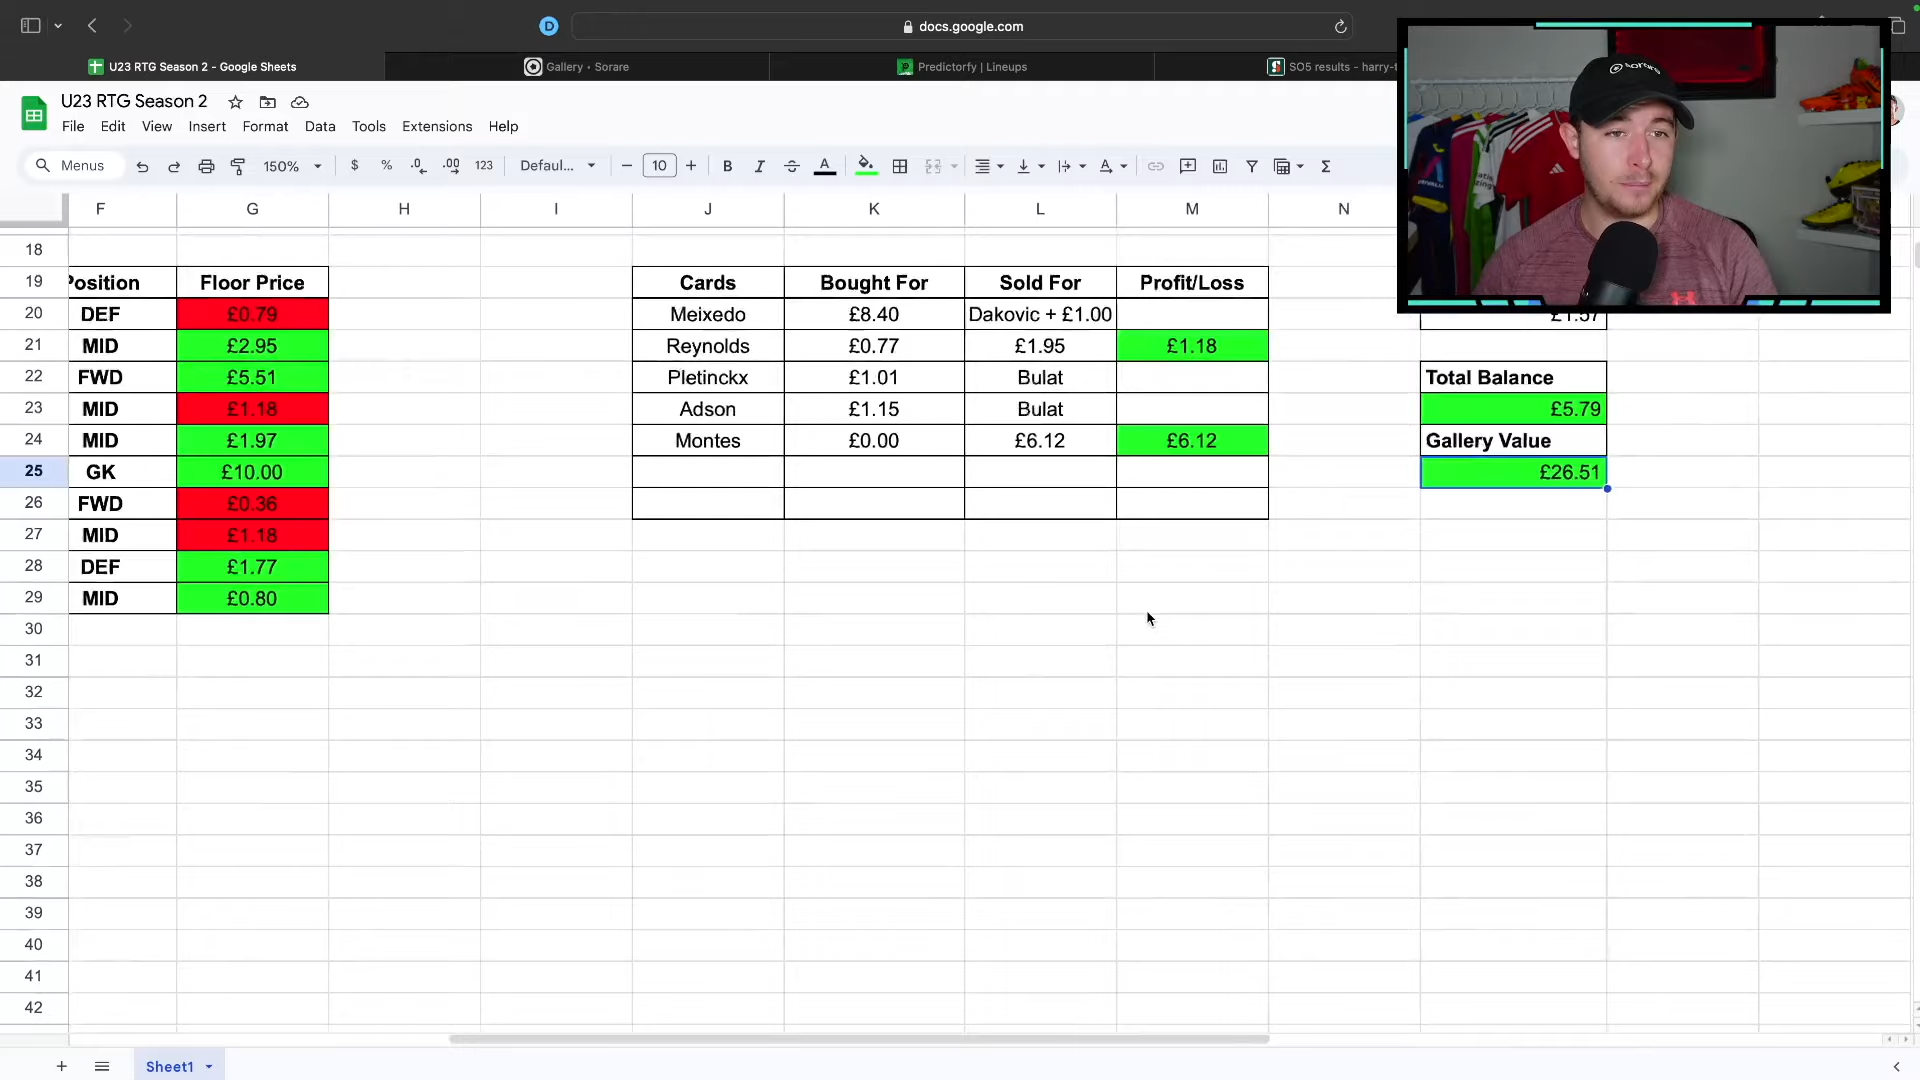 docs.google.com
U23 RTG Season 2 - Google Sheets
Gallery • Sorare
Predictorfy | Lineups
SO5 results - harry-t
U23 RTG Season 2
File Edit View Insert Format Data Tools Extensions Help
Menus 150% $ % .0 .00 123 Defaul... − 10 + B I A Σ
sorare
F G H I J K L M N
18
19 Position Floor Price Cards Bought For Sold For Profit/Loss
20 DEF £0.79 Meixedo £8.40 Dakovic + £1.00 £1.57
21 MID £2.95 Reynolds £0.77 £1.95 £1.18
22 FWD £5.51 Pletinckx £1.01 Bulat Total Balance
23 MID £1.18 Adson £1.15 Bulat £5.79
24 MID £1.97 Montes £0.00 £6.12 £6.12 Gallery Value
25 GK £10.00 £26.51
26 FWD £0.36
27 MID £1.18
28 DEF £1.77
29 MID £0.80
30
31
32
33
34
35
36
37
38
39
40
41
42
+ Sheet1